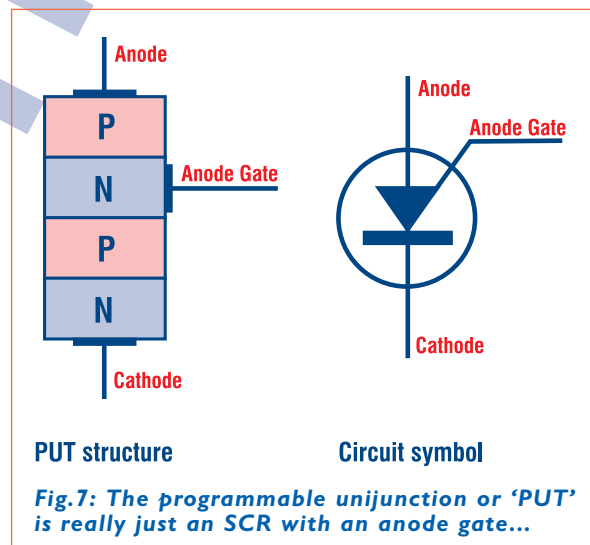 Anode
P
N
Anode Gate
P
N
Cathode
Anode
Anode Gate
Cathode
PUT structure
Circuit symbol
Fig.7: The programmable unijunction or ‘PUT’
is really just an SCR with an anode gate...